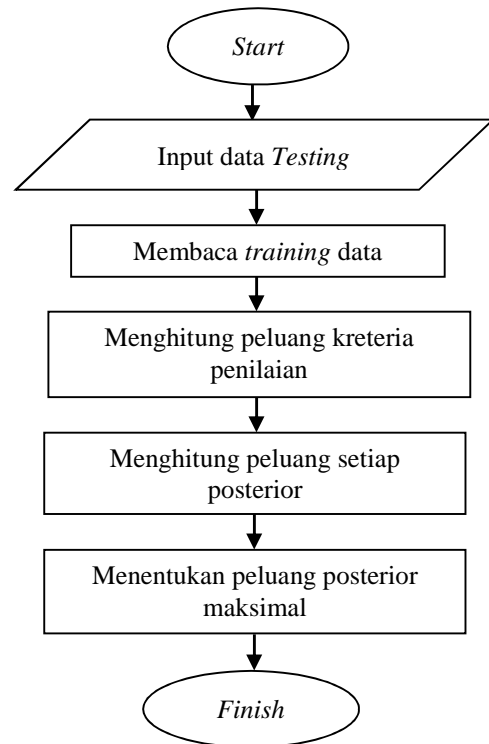 Start
Input data Testing
Membaca training data
Menghitung peluang kreteria
penilaian
Menghitung peluang setiap
posterior
Menentukan peluang posterior
maksimal
Finish